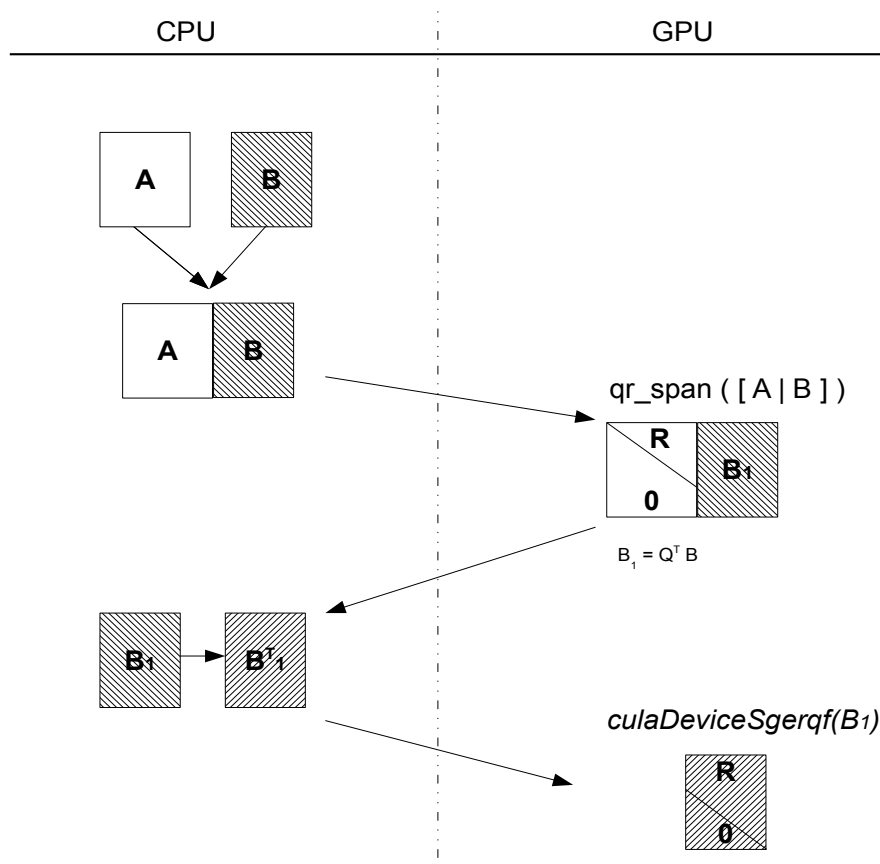 CPU GPU
A B
A B
qr_span ( [ A | B ] )
R
B₁
0
B₁ = Qᵀ B
B₁ Bᵀ₁
culaDeviceSgerqf(B₁)
R
0